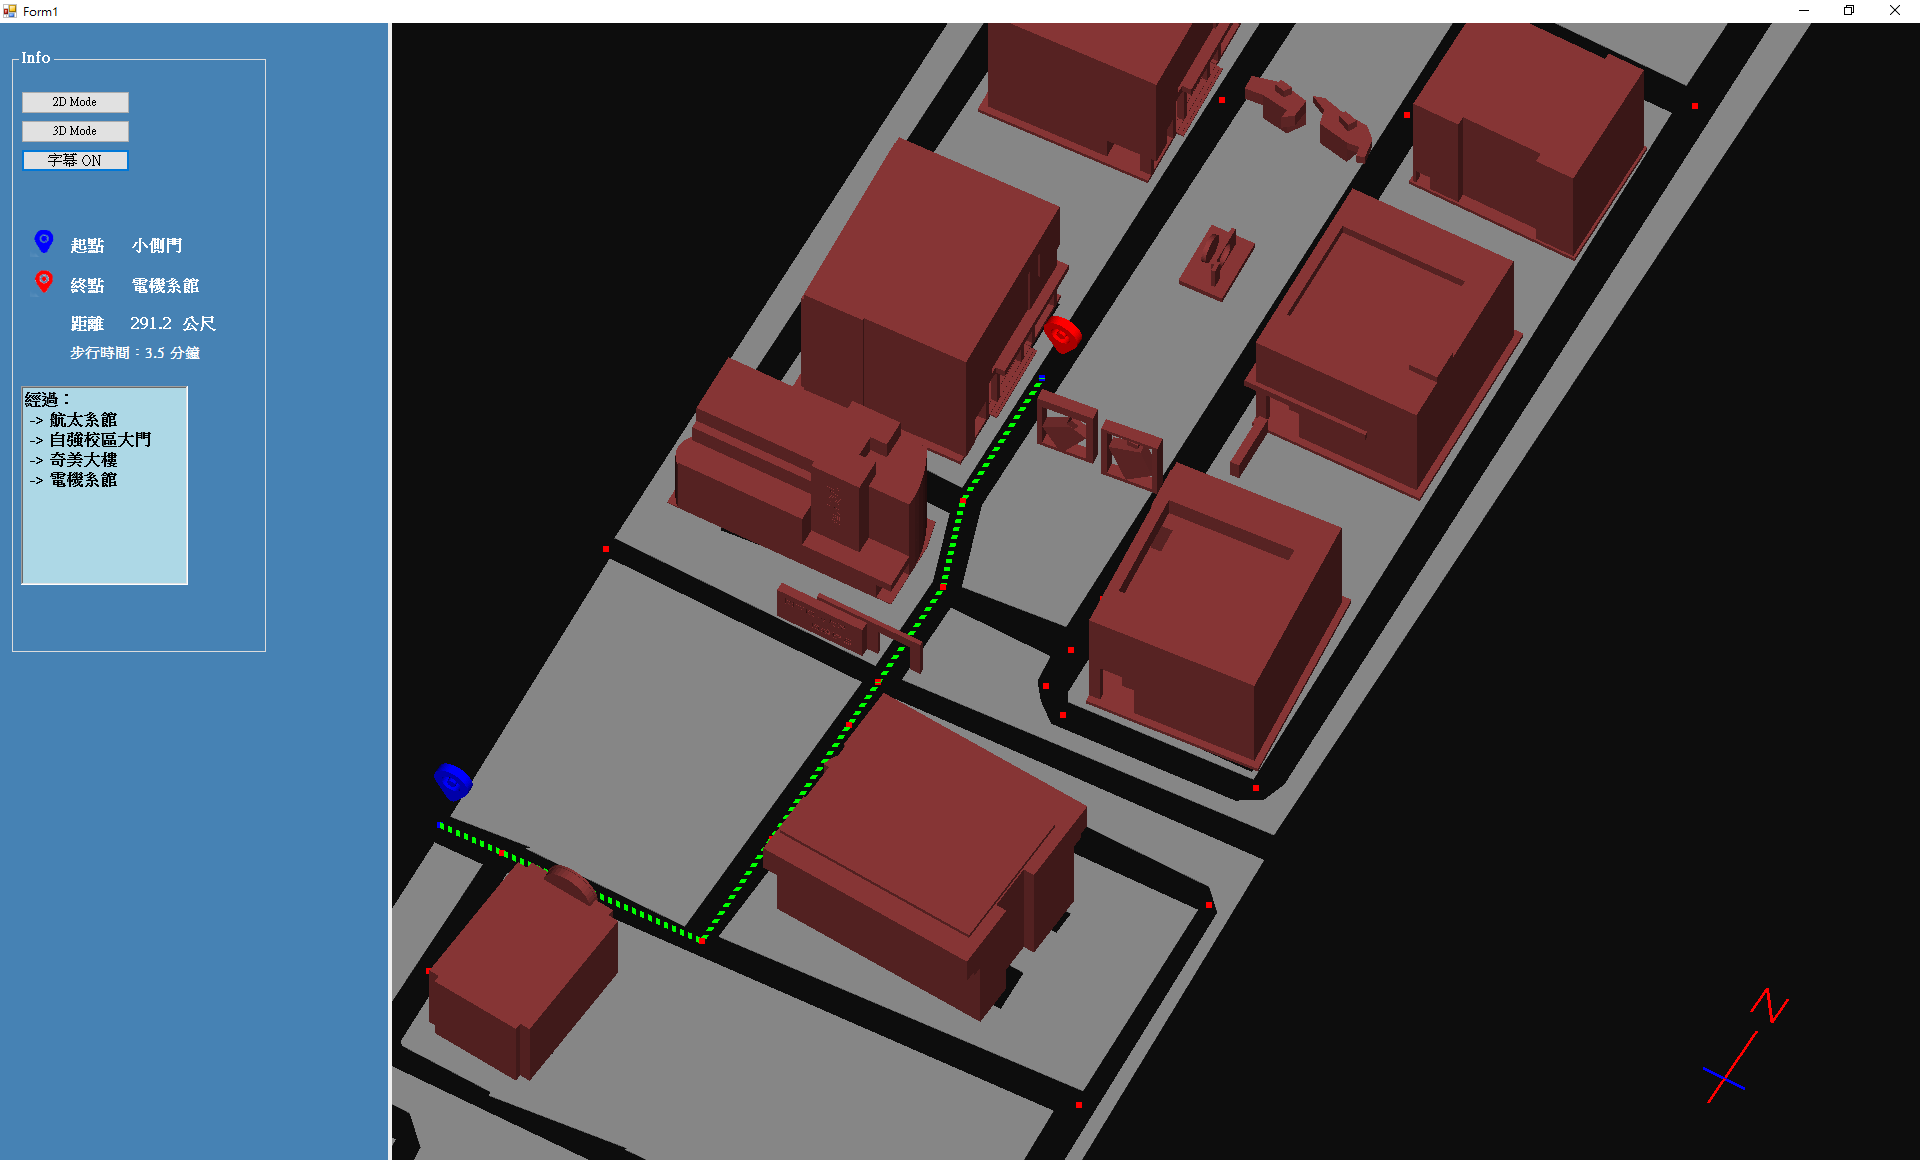 Form1
Info
2D Mode
3D Mode
字幕 ON
起點 小側門
終點 電機系館
距離 291.2 公尺
步行時間：3.5 分鐘
經過：
-> 航太系館
-> 自強校區大門
-> 奇美大樓
-> 電機系館
N